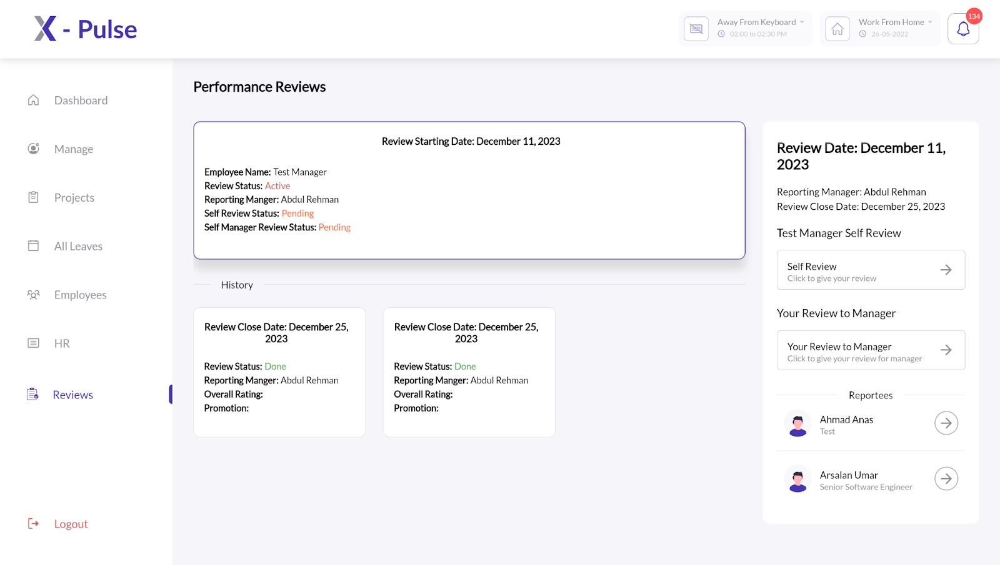 X - Pulse
Away From Keyboard
02:00 to 02:30 PM
Work From Home
26-05-2022
134
Dashboard
Manage
Projects
All Leaves
Employees
HR
Reviews
Logout
Performance Reviews
Review Starting Date: December 11, 2023
Employee Name: Test Manager
Review Status: Active
Reporting Manger: Abdul Rehman
Self Review Status: Pending
Self Manager Review Status: Pending
History
Review Close Date: December 25,
2023
Review Status: Done
Reporting Manger: Abdul Rehman
Overall Rating:
Promotion:
Review Close Date: December 25,
2023
Review Status: Done
Reporting Manger: Abdul Rehman
Overall Rating:
Promotion:
Review Date: December 11,
2023
Reporting Manager: Abdul Rehman
Review Close Date: December 25, 2023
Test Manager Self Review
Self Review
Click to give your review
Your Review to Manager
Your Review to Manager
Click to give your review for manager
Reportees
Ahmad Anas
Test
Arsalan Umar
Senior Software Engineer